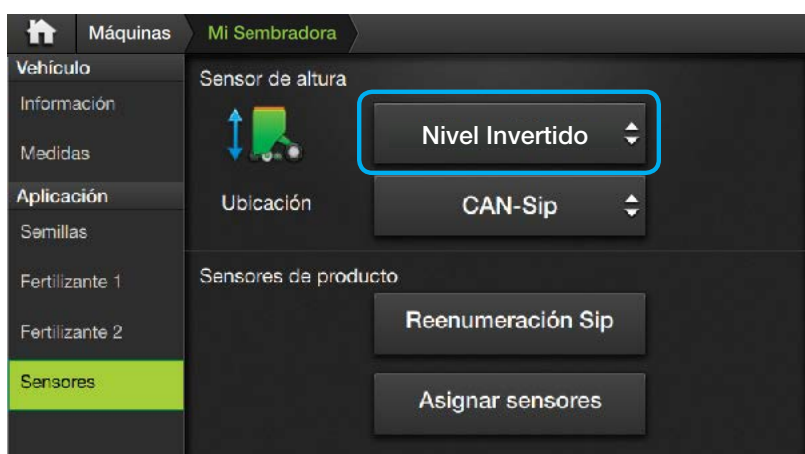 Máquinas
Mi Sembradora
Vehículo
Información
Medidas
Aplicación
Semillas
Fertilizante 1
Fertilizante 2
Sensores
Sensor de altura
Nivel Invertido
Ubicación
CAN-Sip
Sensores de producto
Reenumeración Sip
Asignar sensores